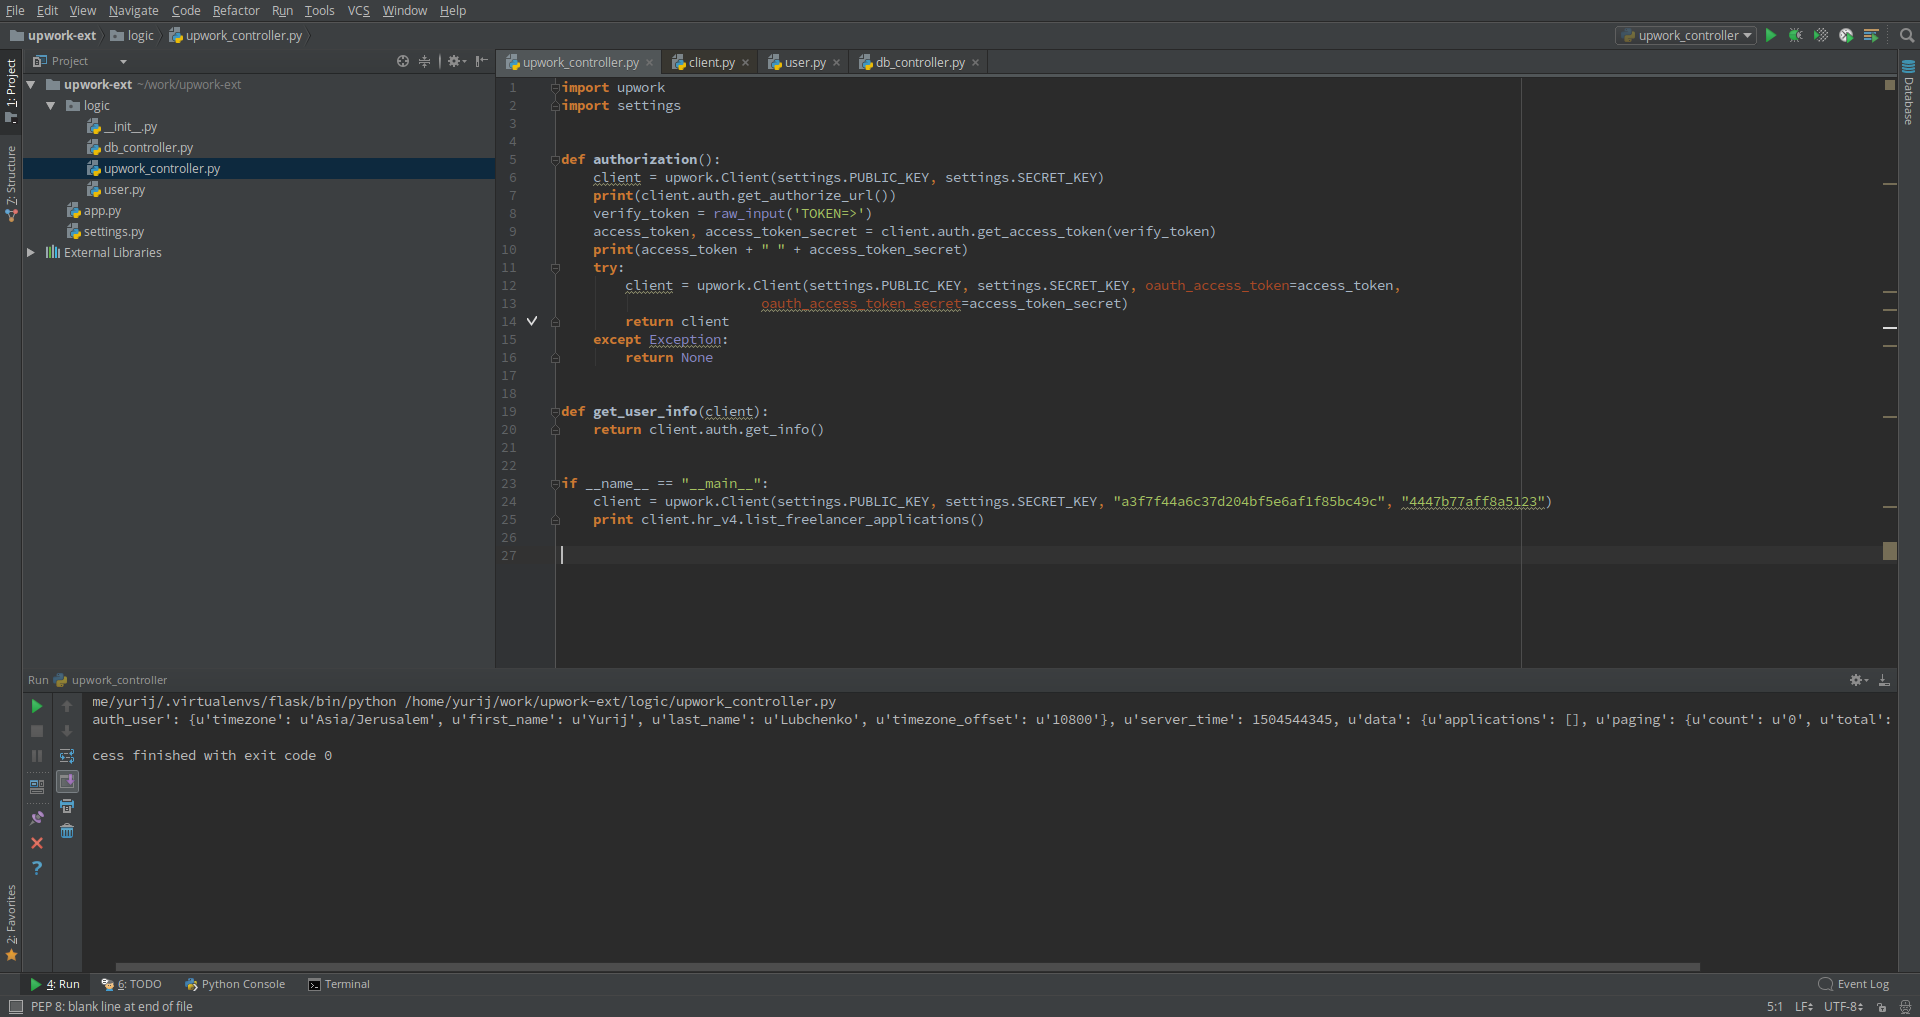 File Edit View Navigate Code Refactor Run Tools VCS Window Help
upwork-ext logic upwork_controller.py
upwork_controller
1: Project
Z: Structure
2: Favorites
Database
Project
upwork-ext ~/work/upwork-ext
logic
__init__.py
db_controller.py
upwork_controller.py
user.py
app.py
settings.py
External Libraries
upwork_controller.py client.py user.py db_controller.py
1 import upwork
2 import settings
3
4
5 def authorization():
6 client = upwork.Client(settings.PUBLIC_KEY, settings.SECRET_KEY)
7 print(client.auth.get_authorize_url())
8 verify_token = raw_input('TOKEN=>')
9 access_token, access_token_secret = client.auth.get_access_token(verify_token)
10 print(access_token + " " + access_token_secret)
11 try:
12 client = upwork.Client(settings.PUBLIC_KEY, settings.SECRET_KEY, oauth_access_token=access_token,
13 oauth_access_token_secret=access_token_secret)
14 return client
15 except Exception:
16 return None
17
18
19 def get_user_info(client):
20 return client.auth.get_info()
21
22
23 if __name__ == "__main__":
24 client = upwork.Client(settings.PUBLIC_KEY, settings.SECRET_KEY, "a3f7f44a6c37d204bf5e6af1f85bc49c", "4447b77aff8a5123")
25 print client.hr_v4.list_freelancer_applications()
26
27
Run upwork_controller
me/yurij/.virtualenvs/flask/bin/python /home/yurij/work/upwork-ext/logic/upwork_controller.py
auth_user': {u'timezone': u'Asia/Jerusalem', u'first_name': u'Yurij', u'last_name': u'Lubchenko', u'timezone_offset': u'10800'}, u'server_time': 1504544345, u'data': {u'applications': [], u'paging': {u'count': u'0', u'total':
cess finished with exit code 0
4: Run 6: TODO Python Console Terminal Event Log
PEP 8: blank line at end of file 5:1 LF UTF-8